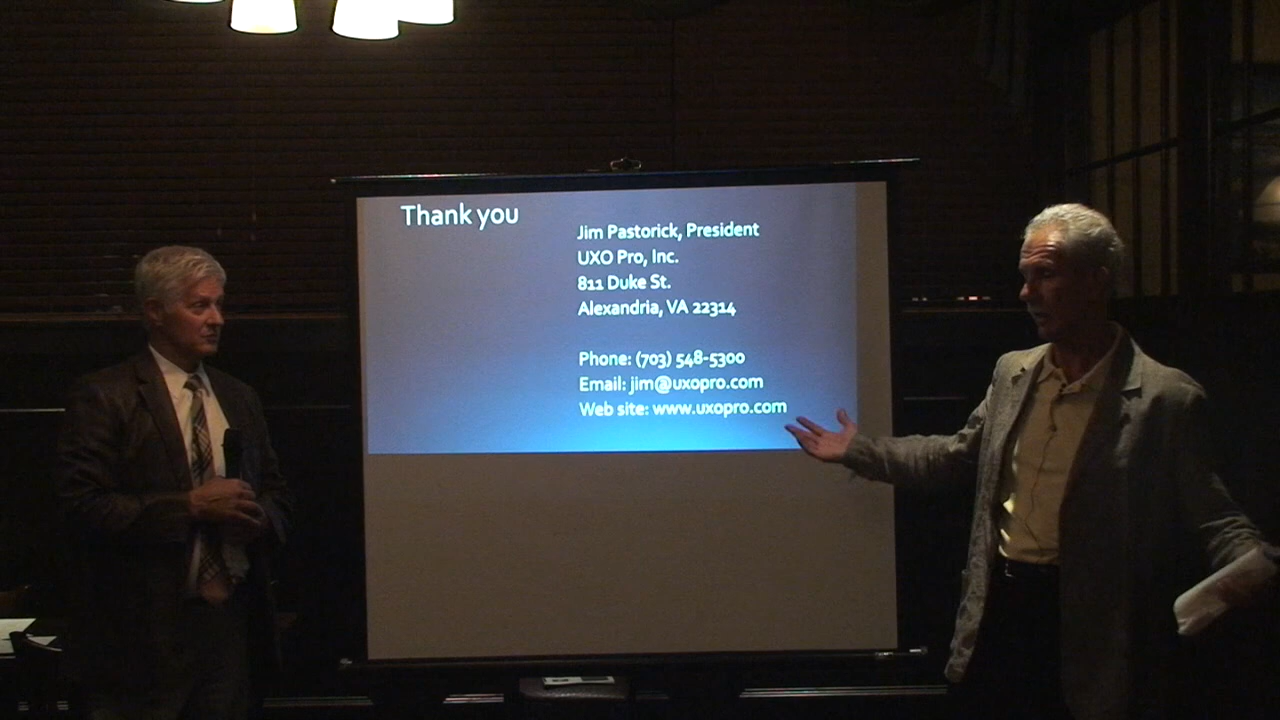 Thank you
Jim Pastorick, President
UXO Pro, Inc.
811 Duke St.
Alexandria, VA 22314
Phone: (703) 548-5300
Email: jim@uxopro.com
Web site: www.uxopro.com